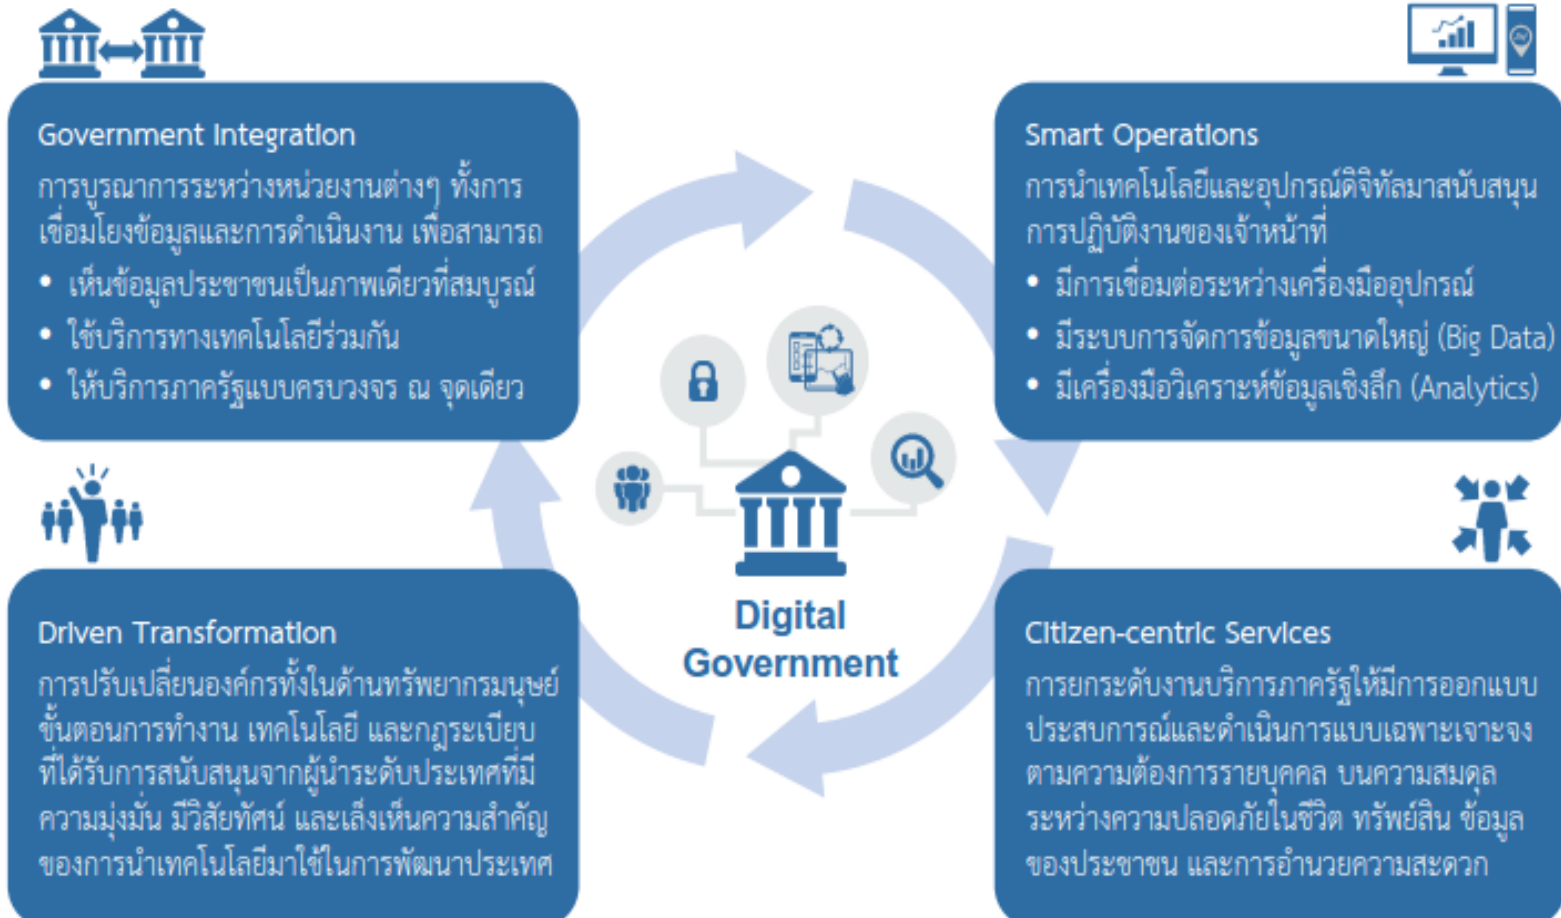 Government Integration
การบูรณาการระหว่างหน่วยงานต่างๆ ทั้งการ
เชื่อมโยงข้อมูลและการดำเนินงาน เพื่อสามารถ
• เห็นข้อมูลประชาชนเป็นภาพเดียวที่สมบูรณ์
• ใช้บริการทางเทคโนโลยีร่วมกัน
• ให้บริการภาครัฐแบบครบวงจร ณ จุดเดียว
Smart Operations
การนำเทคโนโลยีและอุปกรณ์ดิจิทัลมาสนับสนุน
การปฏิบัติงานของเจ้าหน้าที่
• มีการเชื่อมต่อระหว่างเครื่องมืออุปกรณ์
• มีระบบการจัดการข้อมูลขนาดใหญ่ (Big Data)
• มีเครื่องมือวิเคราะห์ข้อมูลเชิงลึก (Analytics)
Digital
Government
Driven Transformation
การปรับเปลี่ยนองค์กรทั้งในด้านทรัพยากรมนุษย์
ขั้นตอนการทำงาน เทคโนโลยี และกฎระเบียบ
ที่ได้รับการสนับสนุนจากผู้นำระดับประเทศที่มี
ความมุ่งมั่น มีวิสัยทัศน์ และเล็งเห็นความสำคัญ
ของการนำเทคโนโลยีมาใช้ในการพัฒนาประเทศ
Citizen-centric Services
การยกระดับงานบริการภาครัฐให้มีการออกแบบ
ประสบการณ์และดำเนินการแบบเฉพาะเจาะจง
ตามความต้องการรายบุคคล บนความสมดุล
ระหว่างความปลอดภัยในชีวิต ทรัพย์สิน ข้อมูล
ของประชาชน และการอำนวยความสะดวก